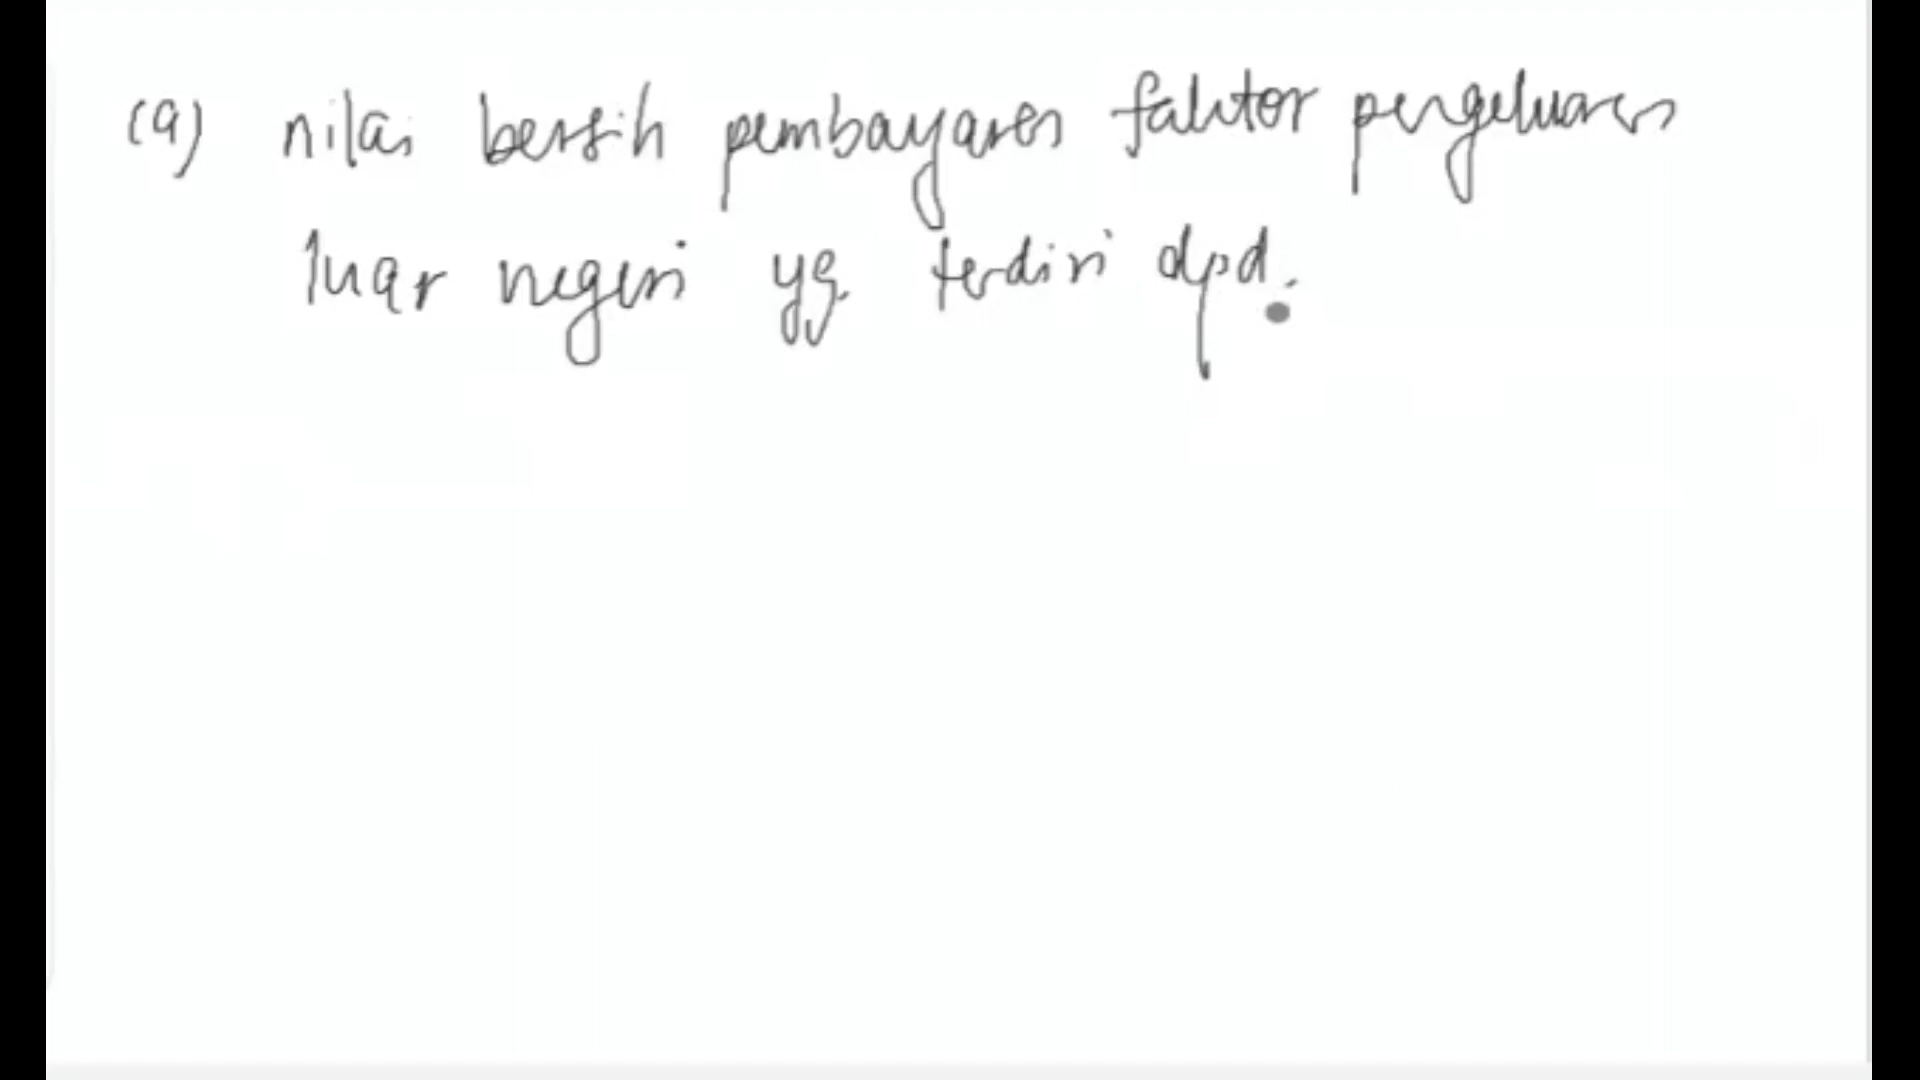 (a) nilai bersih pembayaran faktor pengeluaran
luar negeri yg terdiri dpd.